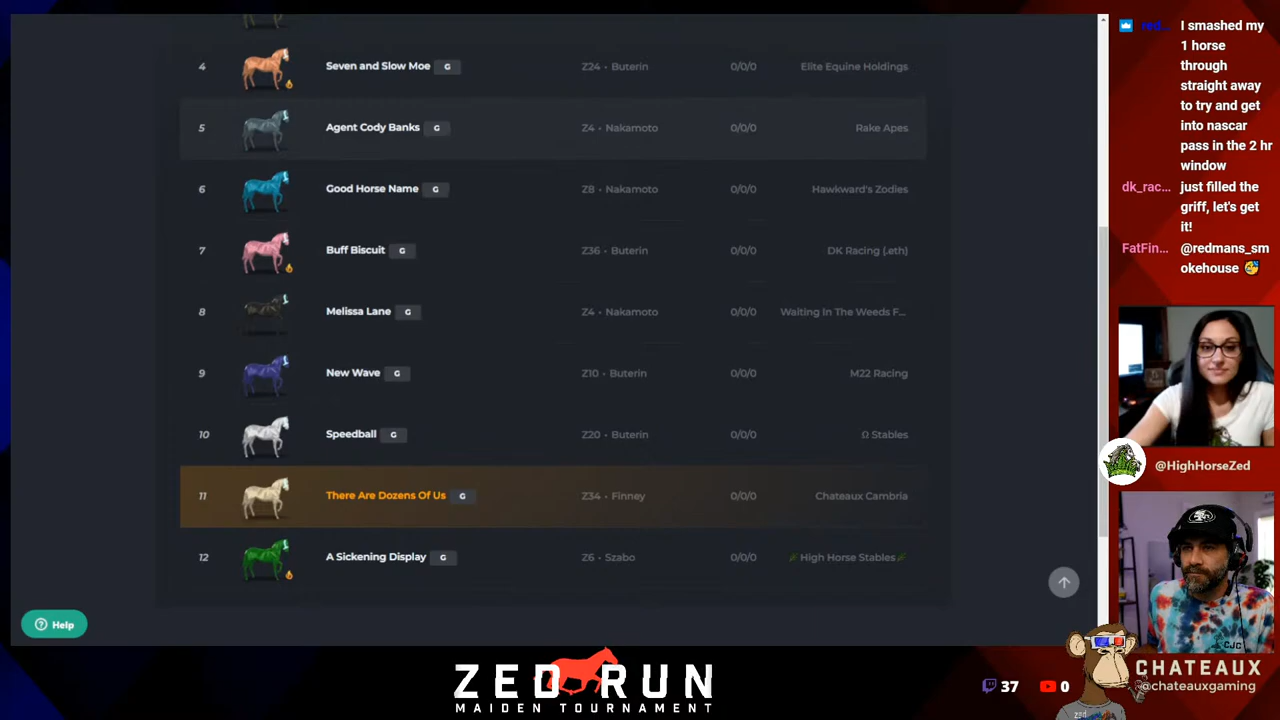 4 Seven and Slow Moe G Z24 • Buterin 0/0/0 Elite Equine Holdings
5 Agent Cody Banks G Z4 • Nakamoto 0/0/0 Rake Apes
6 Good Horse Name G Z8 • Nakamoto 0/0/0 Hawkward's Zodies
7 Buff Biscuit G Z36 • Buterin 0/0/0 DK Racing (.eth)
8 Melissa Lane G Z4 • Nakamoto 0/0/0 Waiting In The Weeds F...
9 New Wave G Z10 • Buterin 0/0/0 M22 Racing
10 Speedball G Z20 • Buterin 0/0/0 Ω Stables
11 There Are Dozens Of Us G Z34 • Finney 0/0/0 Chateaux Cambria
12 A Sickening Display G Z6 • Szabo 0/0/0 High Horse Stables
Help
ZED RUN
MAIDEN TOURNAMENT
37 0
red... I smashed my
1 horse
through
straight away
to try and get
into nascar
pass in the 2 hr
window
dk_rac... just filled the
griff, let's get
it!
FatFin... @redmans_sm
okehouse
@HighHorseZed
CJC
CHATEAUX
@chateauxgaming